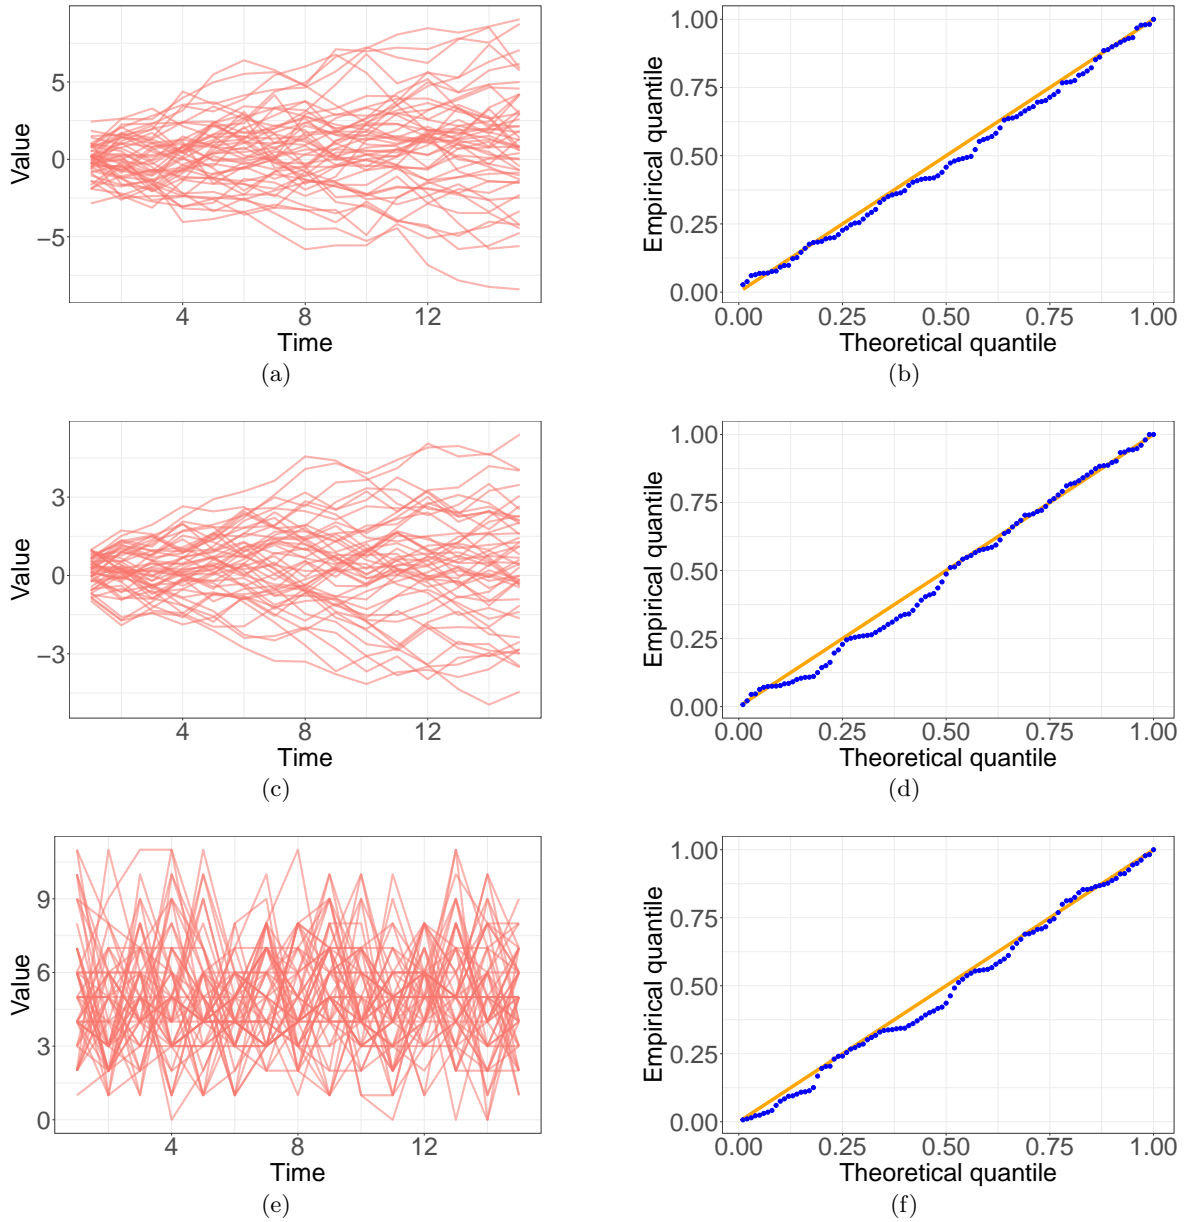 Value
5
0
−5
4 8 12
Time
(a)
Empirical quantile
1.00
0.75
0.50
0.25
0.00
0.00 0.25 0.50 0.75 1.00
Theoretical quantile
(b)
Value
3
0
−3
4 8 12
Time
(c)
Empirical quantile
1.00
0.75
0.50
0.25
0.00
0.00 0.25 0.50 0.75 1.00
Theoretical quantile
(d)
Value
9
6
3
0
4 8 12
Time
(e)
Empirical quantile
1.00
0.75
0.50
0.25
0.00
0.00 0.25 0.50 0.75 1.00
Theoretical quantile
(f)